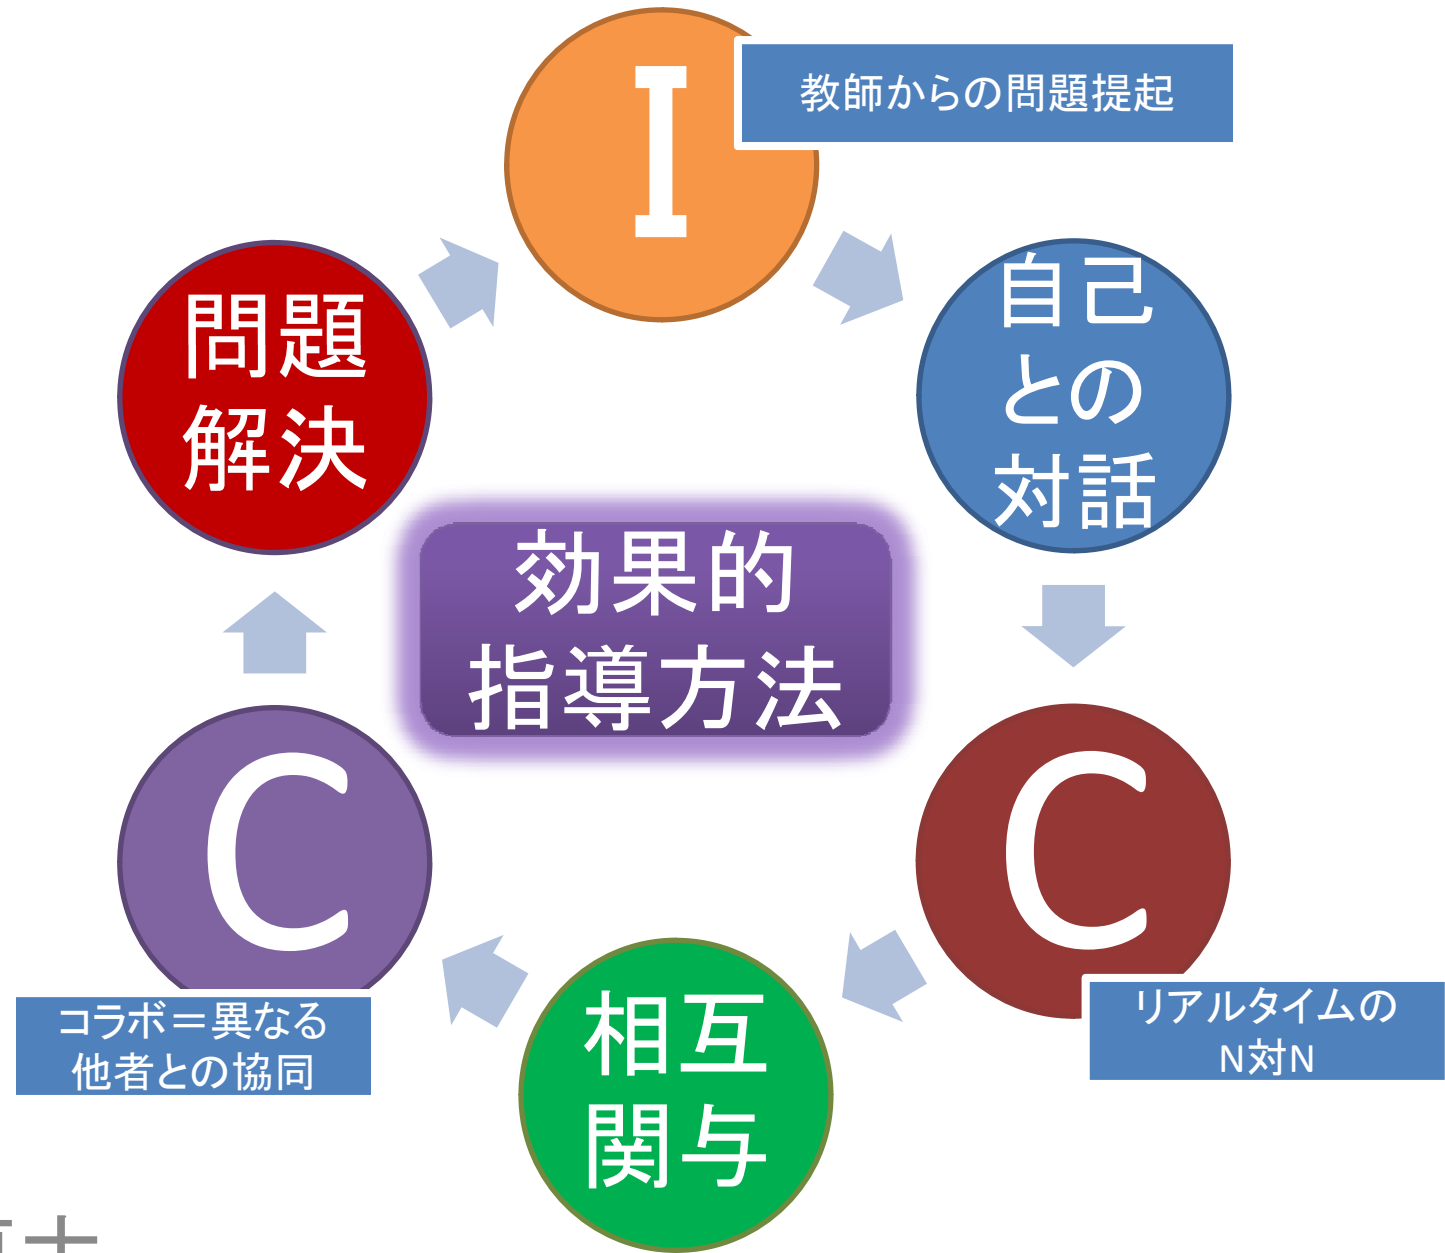 I
教師からの問題提起
自己
との
対話
C
リアルタイムの
N対N
相互
関与
C
コラボ＝異なる
他者との協同
問題
解決
効果的
指導方法